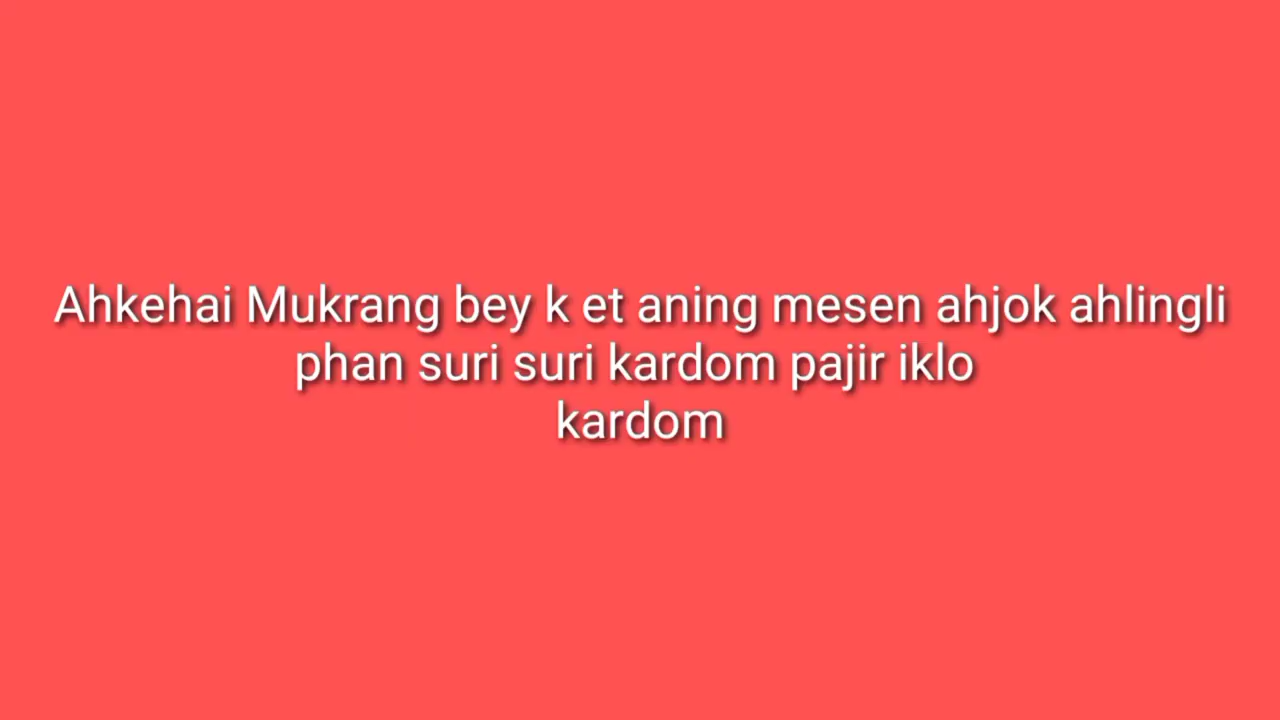 Ahkehai Mukrang bey k et aning mesen ahjok ahlingli
phan suri suri kardom pajir iklo
kardom